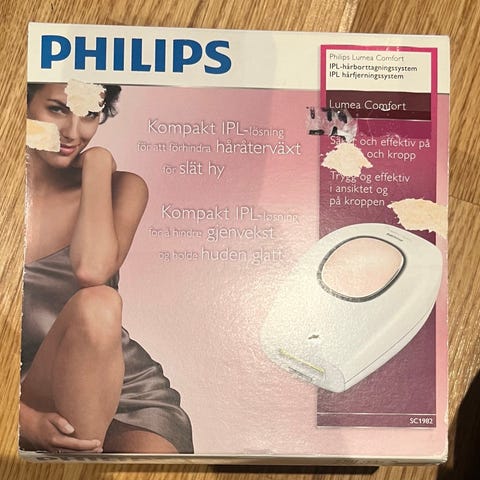 PHILIPS
Philips Lumea Comfort
IPL-hårborttagningssystem
IPL hårfjerningssystem
Lumea Comfort
Kompakt IPL-lösning
för att förhindra håråterväxt
för slät hy
och effektiv på
och kropp
Trygg og effektiv
i ansiktet og
på kroppen
Kompakt IPL-løsning
for å hindre gjenvekst
og holde huden glatt
SC1982